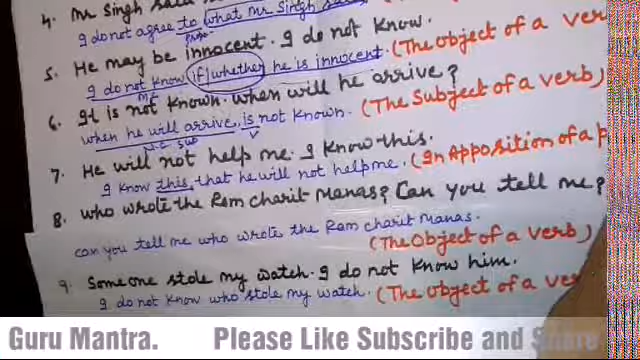 4. Mr Singh said
I do not agree to what Mr Singh said
prep
5. He may be innocent. I do not know.
I do not know if/whether he is innocent (The Object of a verb
MC
6. It is not known. When will he arrive?
when he will arrive, is not known. (The Subject of a verb)
N.C Sub V
7. He will not help me. I know this.
I know this, that he will not help me. (In Apposition of a p
8. Who wrote the Ram Charit Manas? Can you tell me?
Can you tell me who wrote the Ram Charit Manas.
(The Object of a verb)
9. Someone stole my watch. I do not know him.
I do not know who stole my watch. (The Object of a ver
Guru Mantra. Please Like Subscribe and Share